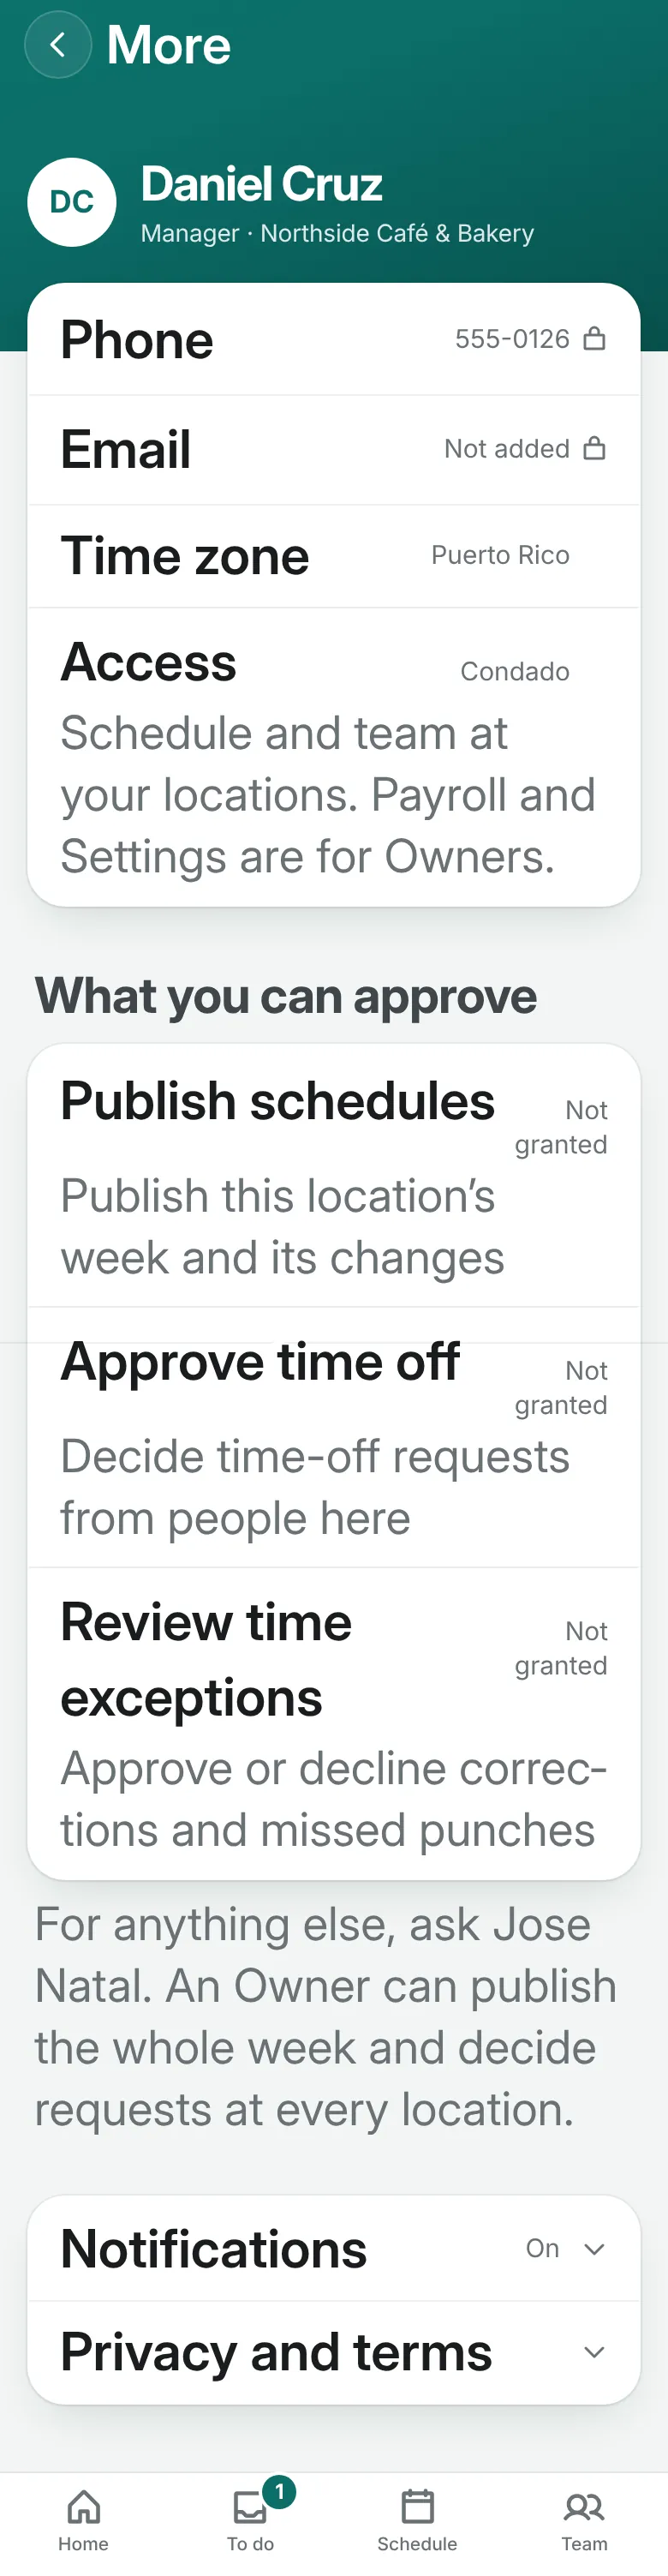 More
DC
Daniel Cruz
Manager · Northside Café & Bakery
Phone
555-0126
Email
Not added
Time zone
Puerto Rico
Access
Condado
Schedule and team at
your locations. Payroll and
Settings are for Owners.
What you can approve
Publish schedules
Not
granted
Publish this location’s
week and its changes
Approve time off
Not
granted
Decide time-off requests
from people here
Review time
exceptions
Not
granted
Approve or decline correc-
tions and missed punches
For anything else, ask Jose
Natal. An Owner can publish
the whole week and decide
requests at every location.
Notifications
On
Privacy and terms
1
Home
To do
Schedule
Team